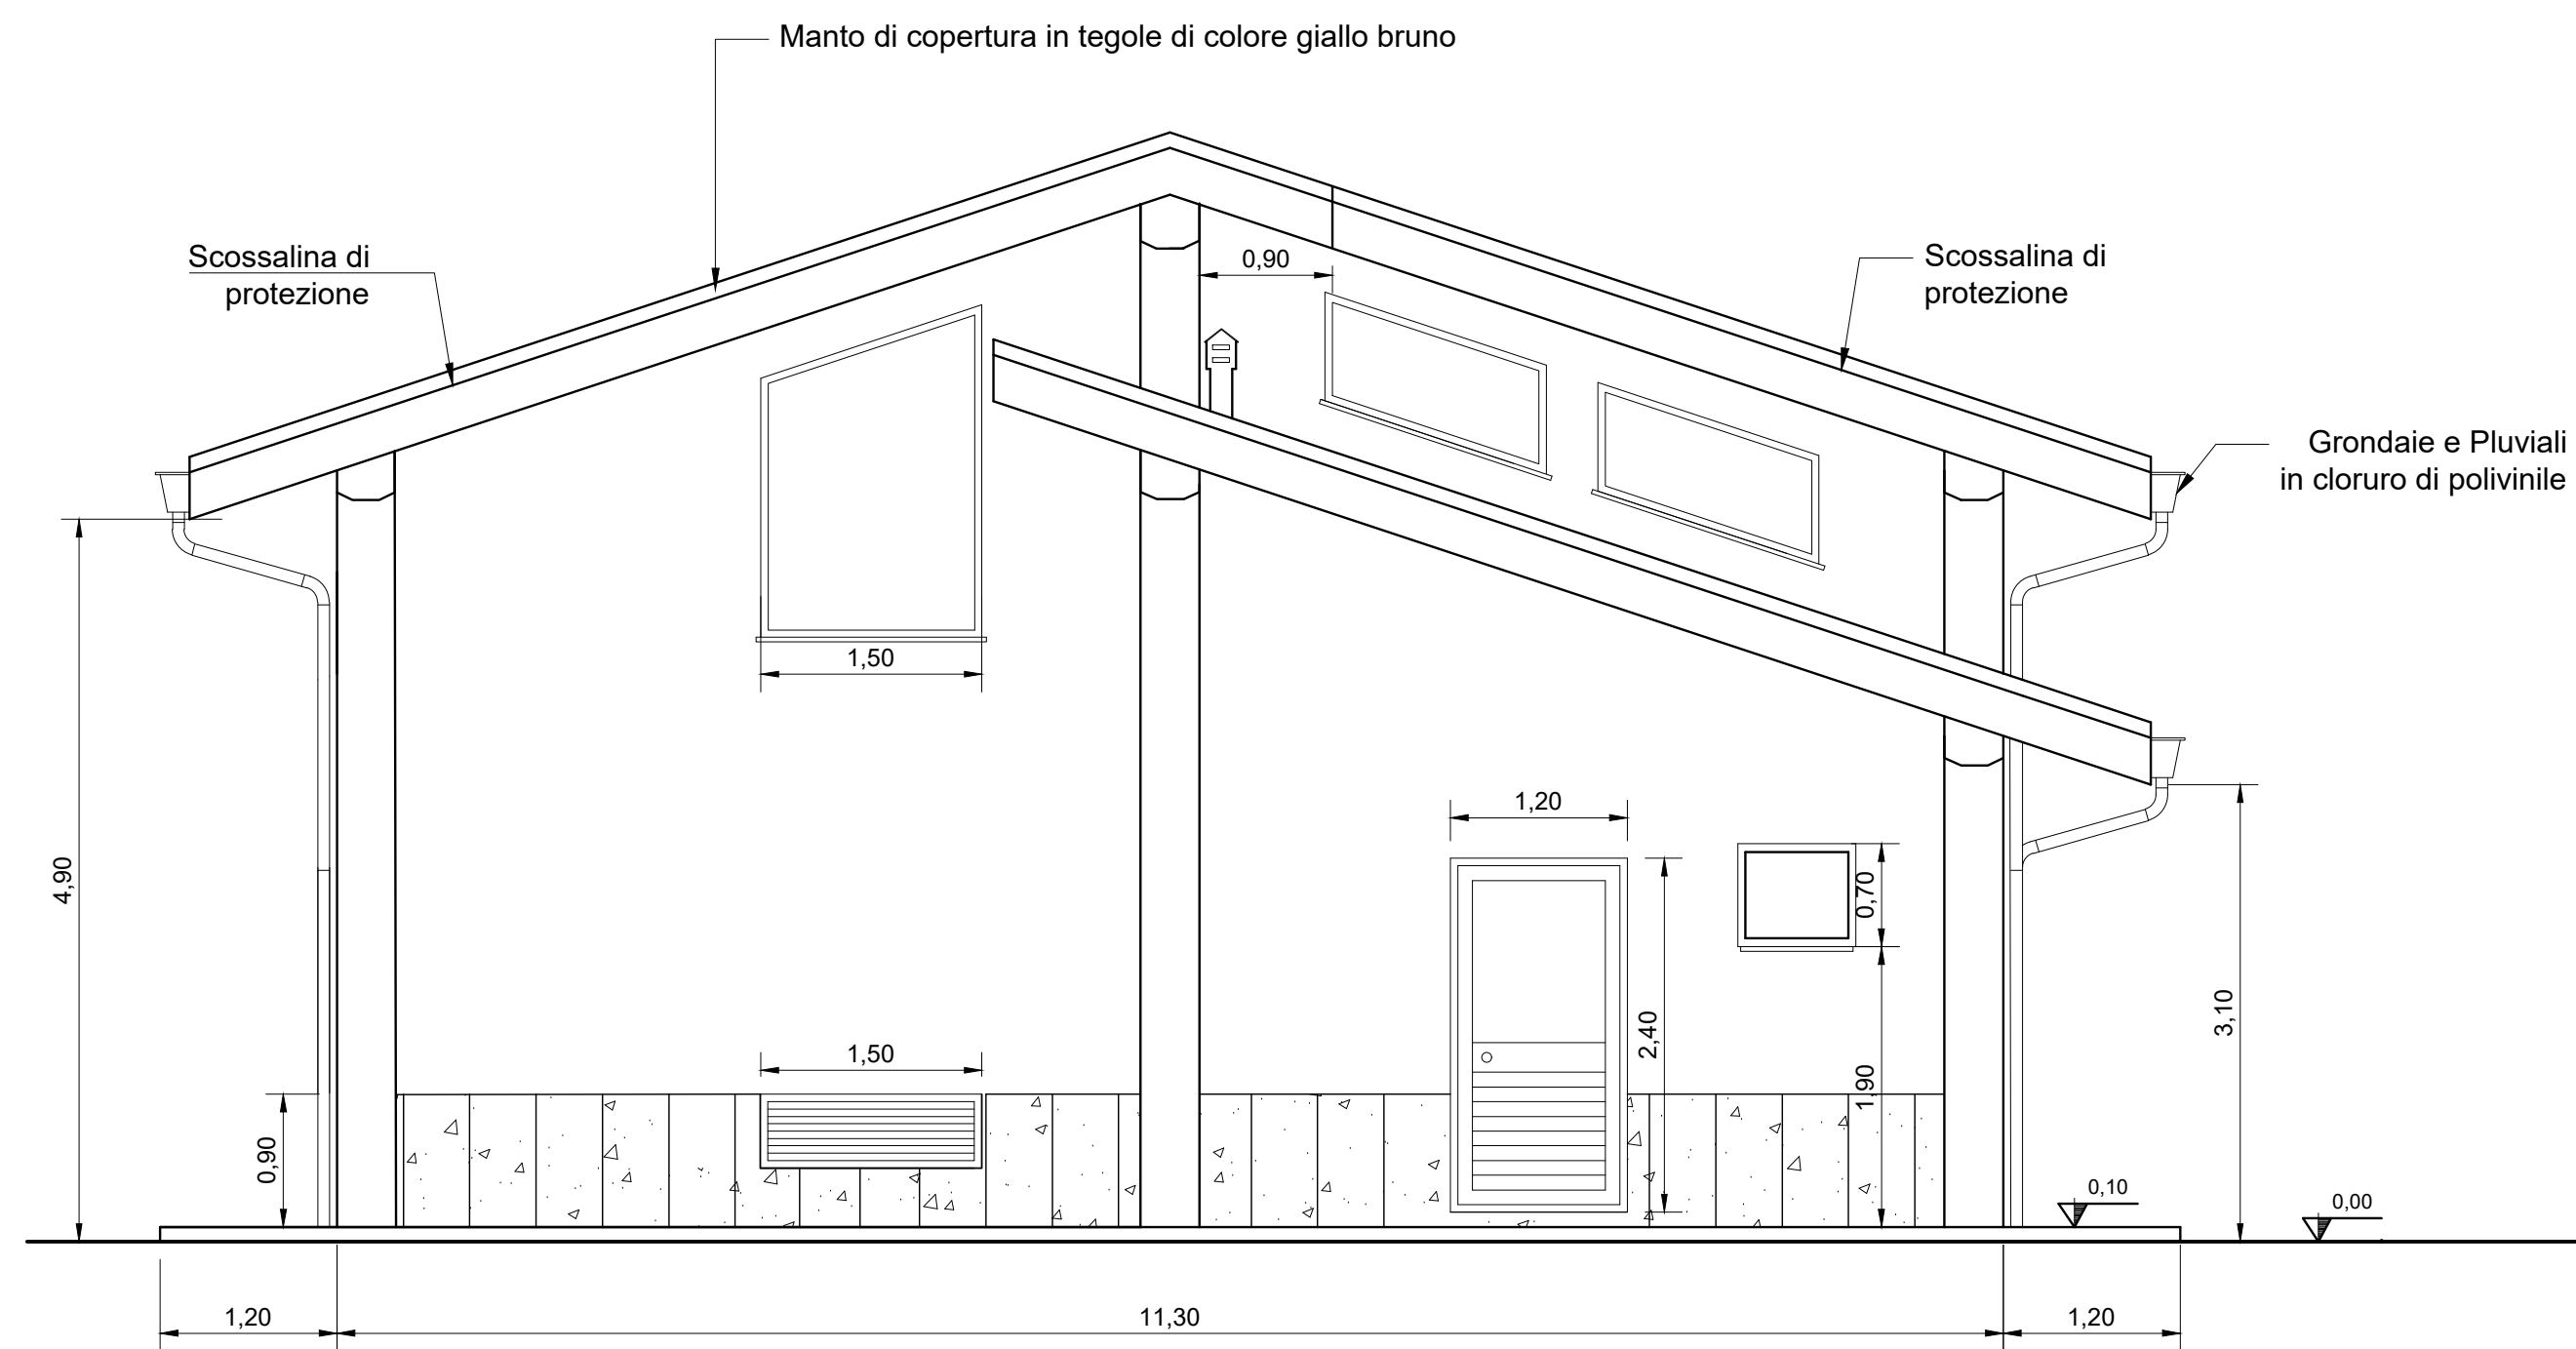 Manto di copertura in tegole di colore giallo bruno
Scossalina di
protezione
0,90
Scossalina di
protezione
Grondaie e Pluviali
in cloruro di polivinile
1,50
1,20
4,90
0,70
2,40
3,10
1,50
1,90
0,90
0,10
0,00
1,20
11,30
1,20